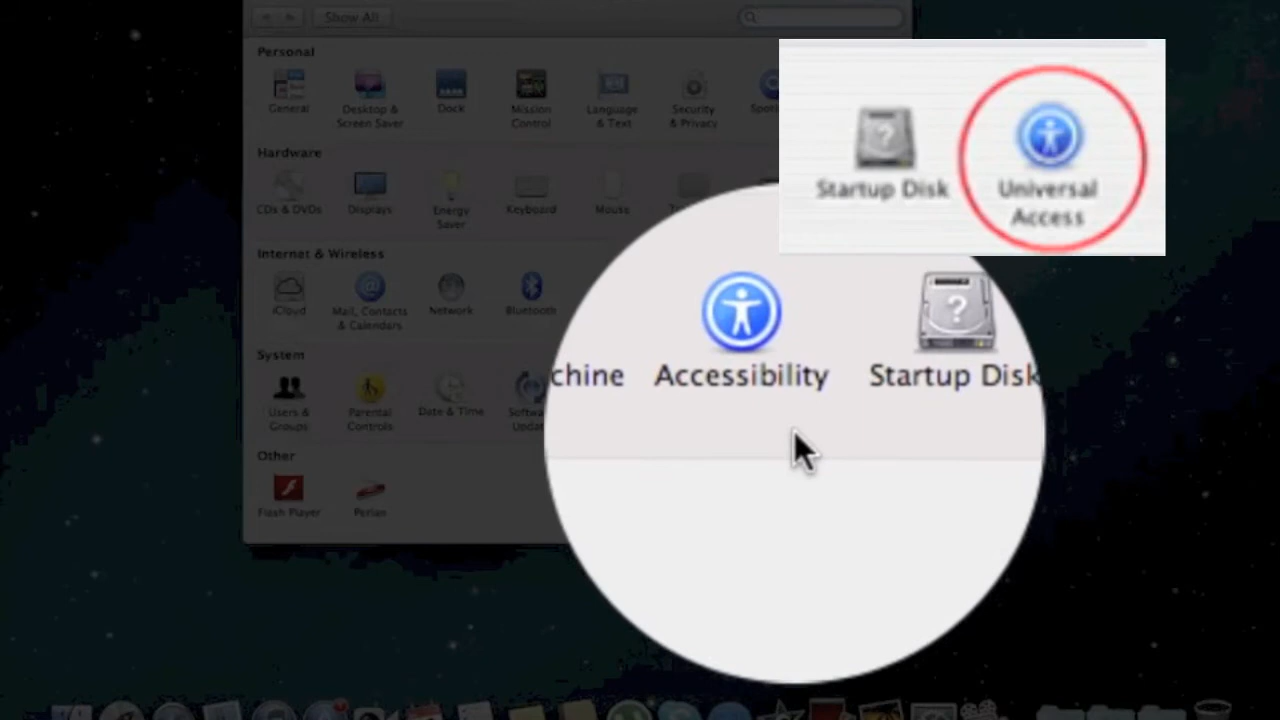 Show All
Personal
General
Desktop &
Screen Saver
Dock
Mission
Control
Language
& Text
Security
& Privacy
Hardware
CDs & DVDs
Displays
Energy
Saver
Keyboard
Mouse
Internet & Wireless
iCloud
Mail, Contacts
& Calendars
Network
Bluetooth
System
Users &
Groups
Parental
Controls
Date & Time
Other
Flash Player
Perian
Startup Disk
Universal
Access
chine
Accessibility
Startup Disk